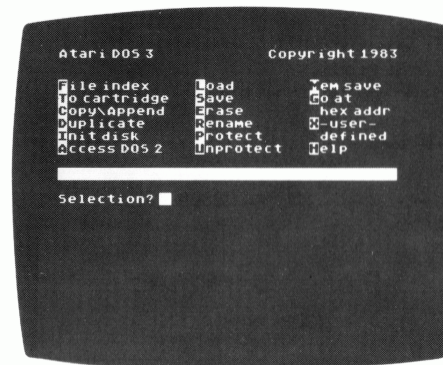 Atari DOS 3 Copyright 1983
File index Load Mem save
To cartridge Save Go at
Copy\Append Erase hex addr
Duplicate Rename X-user-
Init disk Protect defined
Access DOS 2 Unprotect Help
Selection?